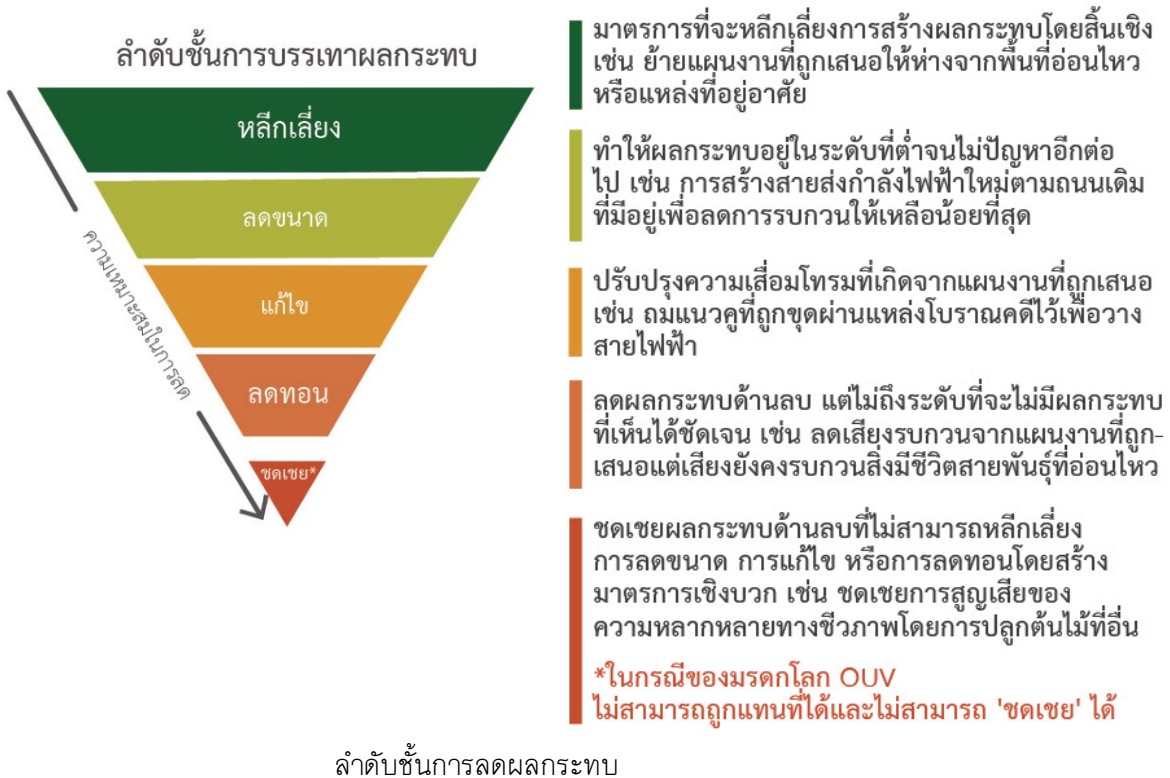 ลำดับชั้นการบรรเทาผลกระทบ
หลีกเลี่ยง
ลดขนาด
แก้ไข
ลดทอน
ชดเชย*
ความเหมาะสมในการลด
มาตรการที่จะหลีกเลี่ยงการสร้างผลกระทบโดยสิ้นเชิง
เช่น ย้ายแผนงานที่ถูกเสนอให้ห่างจากพื้นที่อ่อนไหว
หรือแหล่งที่อยู่อาศัย
ทำให้ผลกระทบอยู่ในระดับที่ต่ำจนไม่ปัญหาอีกต่อ
ไป เช่น การสร้างสายส่งกำลังไฟฟ้าใหม่ตามถนนเดิม
ที่มีอยู่เพื่อลดการรบกวนให้เหลือน้อยที่สุด
ปรับปรุงความเสื่อมโทรมที่เกิดจากแผนงานที่ถูกเสนอ
เช่น ถมแนวคูที่ถูกขุดผ่านแหล่งโบราณคดีไว้เพื่อวาง
สายไฟฟ้า
ลดผลกระทบด้านลบ แต่ไม่ถึงระดับที่จะไม่มีผลกระทบ
ที่เห็นได้ชัดเจน เช่น ลดเสียงรบกวนจากแผนงานที่ถูก-
เสนอแต่เสียงยังคงรบกวนสิ่งมีชีวิตสายพันธุ์ที่อ่อนไหว
ชดเชยผลกระทบด้านลบที่ไม่สามารถหลีกเลี่ยง
การลดขนาด การแก้ไข หรือการลดทอนโดยสร้าง
มาตรการเชิงบวก เช่น ชดเชยการสูญเสียของ
ความหลากหลายทางชีวภาพโดยการปลูกต้นไม้ที่อื่น
*ในกรณีของมรดกโลก OUV
ไม่สามารถถูกแทนที่ได้และไม่สามารถ 'ชดเชย' ได้
ลำดับชั้นการลดผลกระทบ